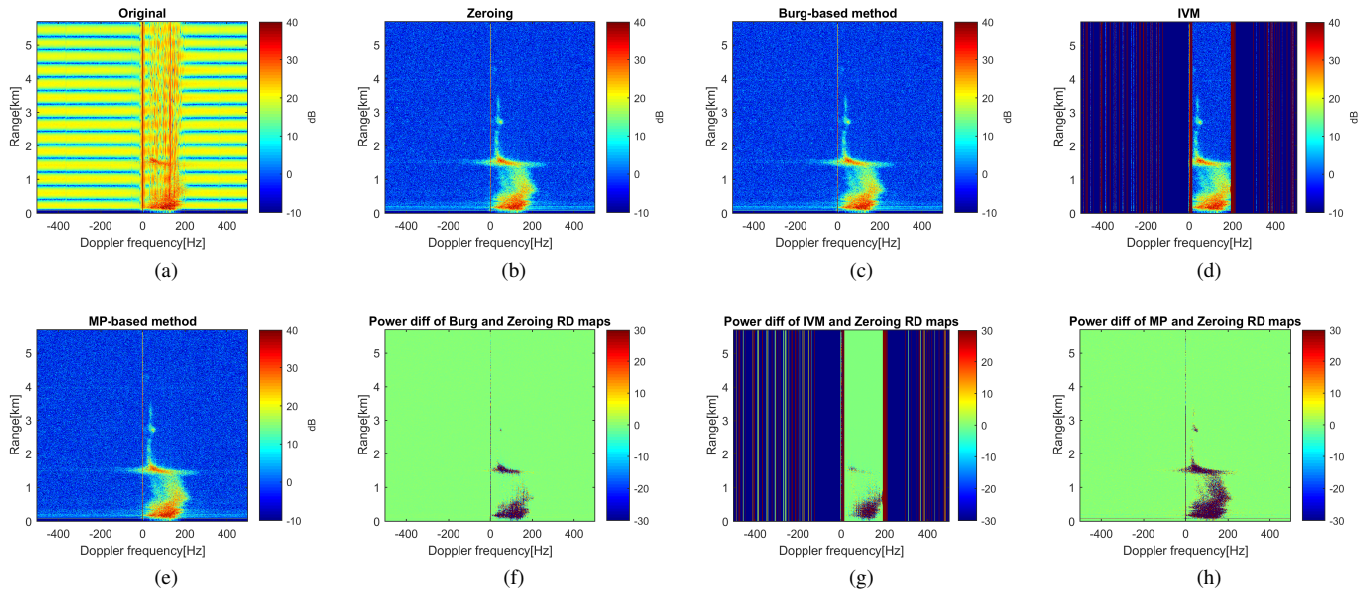 Original
Range[km]
5
4
3
2
1
0
-400 -200 0 200 400
Doppler frequency[Hz]
40
30
20
10
0
-10
dB
(a)
Zeroing
Range[km]
5
4
3
2
1
0
-400 -200 0 200 400
Doppler frequency[Hz]
40
30
20
10
0
-10
dB
(b)
Burg-based method
Range[km]
5
4
3
2
1
0
-400 -200 0 200 400
Doppler frequency[Hz]
40
30
20
10
0
-10
dB
(c)
IVM
Range[km]
5
4
3
2
1
0
-400 -200 0 200 400
Doppler frequency[Hz]
40
30
20
10
0
-10
dB
(d)
MP-based method
Range[km]
5
4
3
2
1
0
-400 -200 0 200 400
Doppler frequency[Hz]
40
30
20
10
0
-10
dB
(e)
Power diff of Burg and Zeroing RD maps
Range[km]
5
4
3
2
1
0
-400 -200 0 200 400
Doppler frequency[Hz]
30
20
10
0
-10
-20
-30
(f)
Power diff of IVM and Zeroing RD maps
Range[km]
5
4
3
2
1
0
-400 -200 0 200 400
Doppler frequency[Hz]
30
20
10
0
-10
-20
-30
(g)
Power diff of MP and Zeroing RD maps
Range[km]
5
4
3
2
1
0
-400 -200 0 200 400
Doppler frequency[Hz]
30
20
10
0
-10
-20
-30
(h)